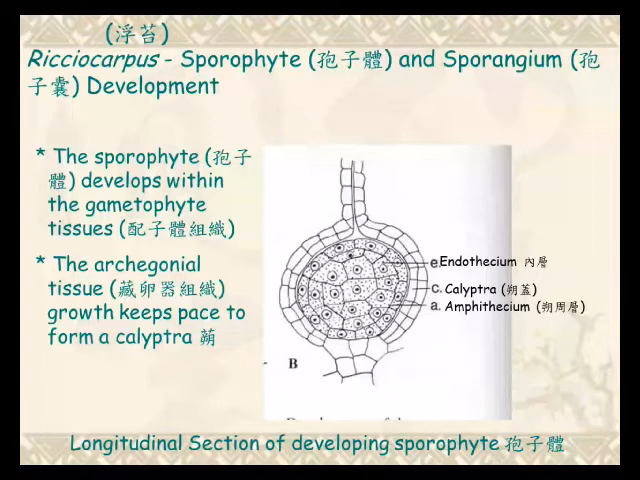 (浮苔)
Ricciocarpus - Sporophyte (孢子體) and Sporangium (孢
子囊) Development
* The sporophyte (孢子
體) develops within
the gametophyte
tissues (配子體組織)
* The archegonial
tissue (藏卵器組織)
growth keeps pace to
form a calyptra 蒴
e Endothecium 內層
c. Calyptra (朔蓋)
a. Amphithecium (朔周層)
B
Longitudinal Section of developing sporophyte 孢子體